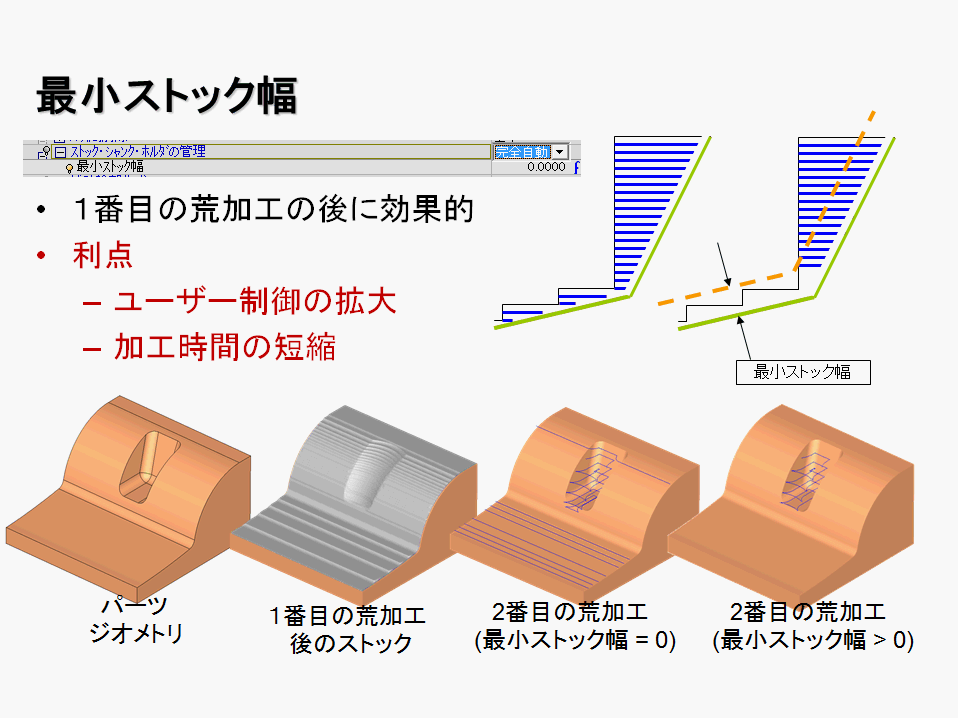 最小ストック幅
ストック・シャンク・ホルダの管理 完全自動
最小ストック幅 0.0000 f
• 1番目の荒加工の後に効果的
• 利点
– ユーザー制御の拡大
– 加工時間の短縮
最小ストック幅
パーツ
ジオメトリ
1番目の荒加工
後のストック
2番目の荒加工
(最小ストック幅 = 0)
2番目の荒加工
(最小ストック幅 > 0)